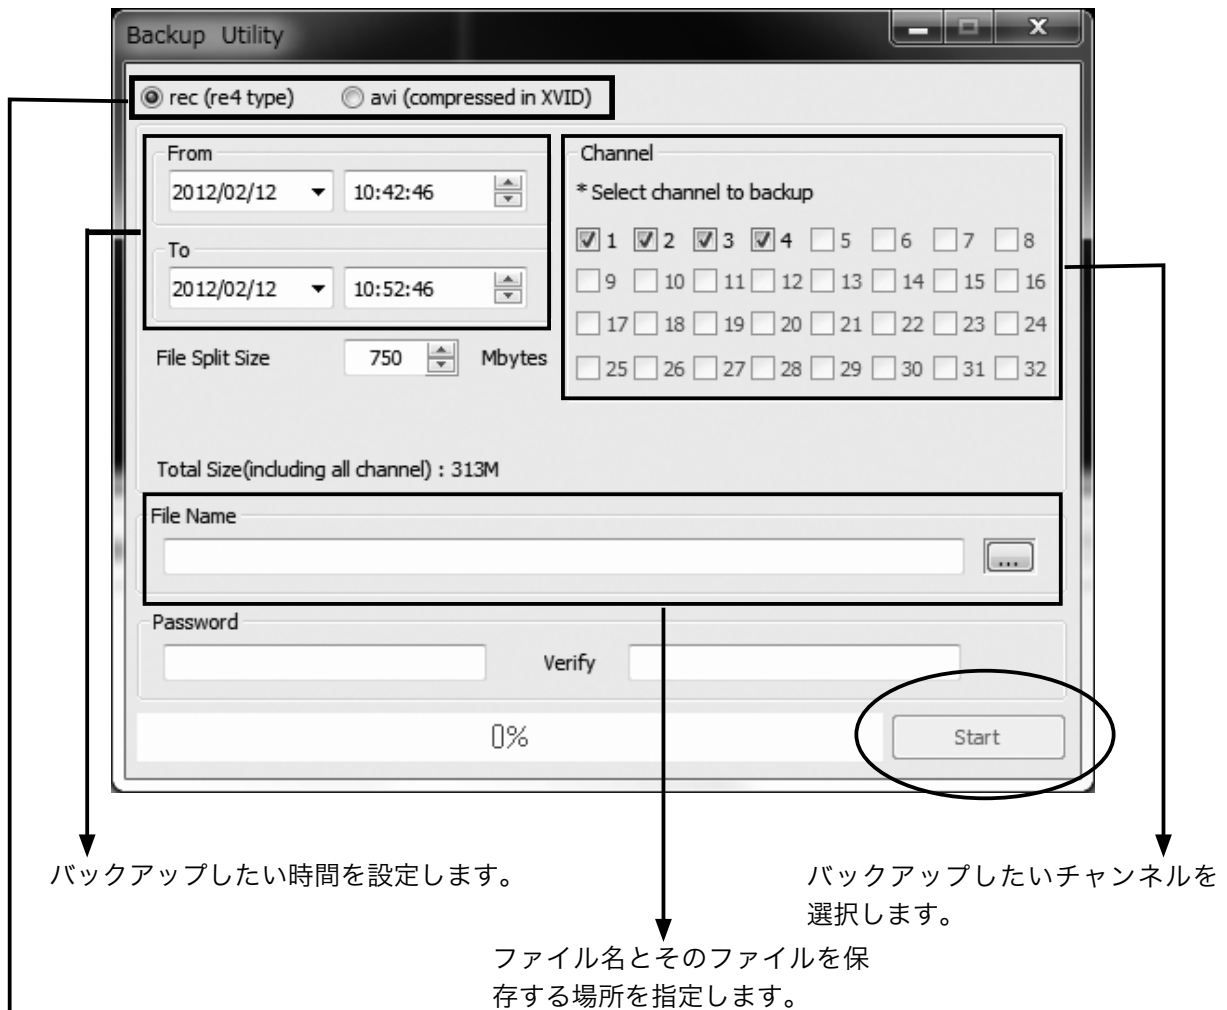 Backup Utility
rec (re4 type) avi (compressed in XVID)
From
2012/02/12 10:42:46
To
2012/02/12 10:52:46
File Split Size 750 Mbytes
Channel
* Select channel to backup
1 2 3 4 5 6 7 8
9 10 11 12 13 14 15 16
17 18 19 20 21 22 23 24
25 26 27 28 29 30 31 32
Total Size(including all channel) : 313M
File Name
...
Password
Verify
0%
Start
バックアップしたい時間を設定します。
バックアップしたいチャンネルを
選択します。
ファイル名とそのファイルを保
存する場所を指定します。